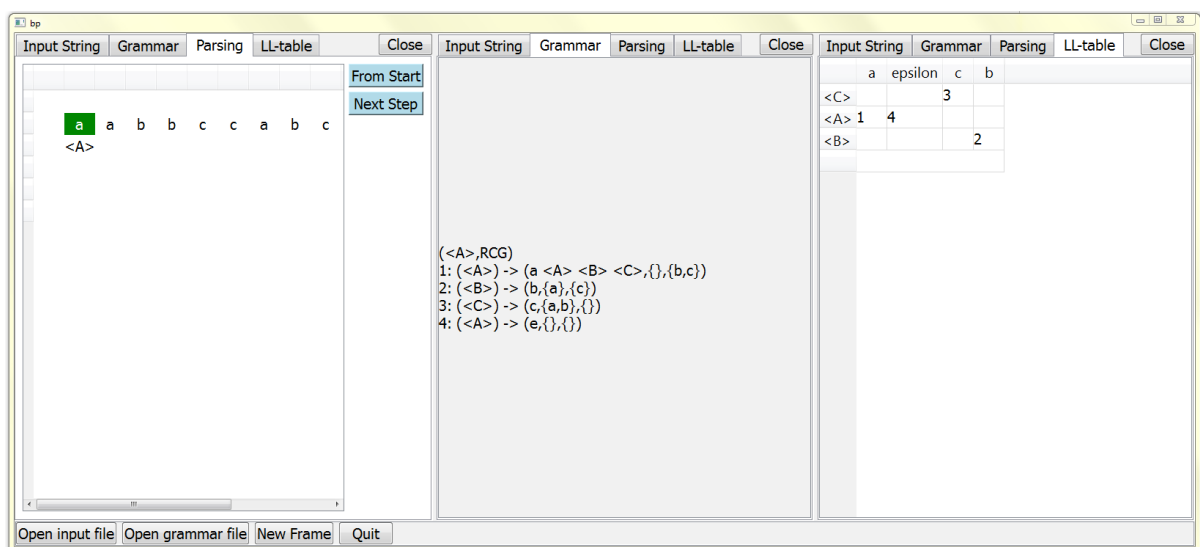 bp
Input String Grammar Parsing LL-table Close
From Start
Next Step
a a b b c c a b c
<A>
Input String Grammar Parsing LL-table Close
(<A>,RCG)
1: (<A>) -> (a <A> <B> <C>,{},{b,c})
2: (<B>) -> (b,{a},{c})
3: (<C>) -> (c,{a,b},{})
4: (<A>) -> (e,{},{})
Input String Grammar Parsing LL-table Close
a epsilon c b
<C> 3
<A> 1 4
<B> 2
Open input file Open grammar file New Frame Quit